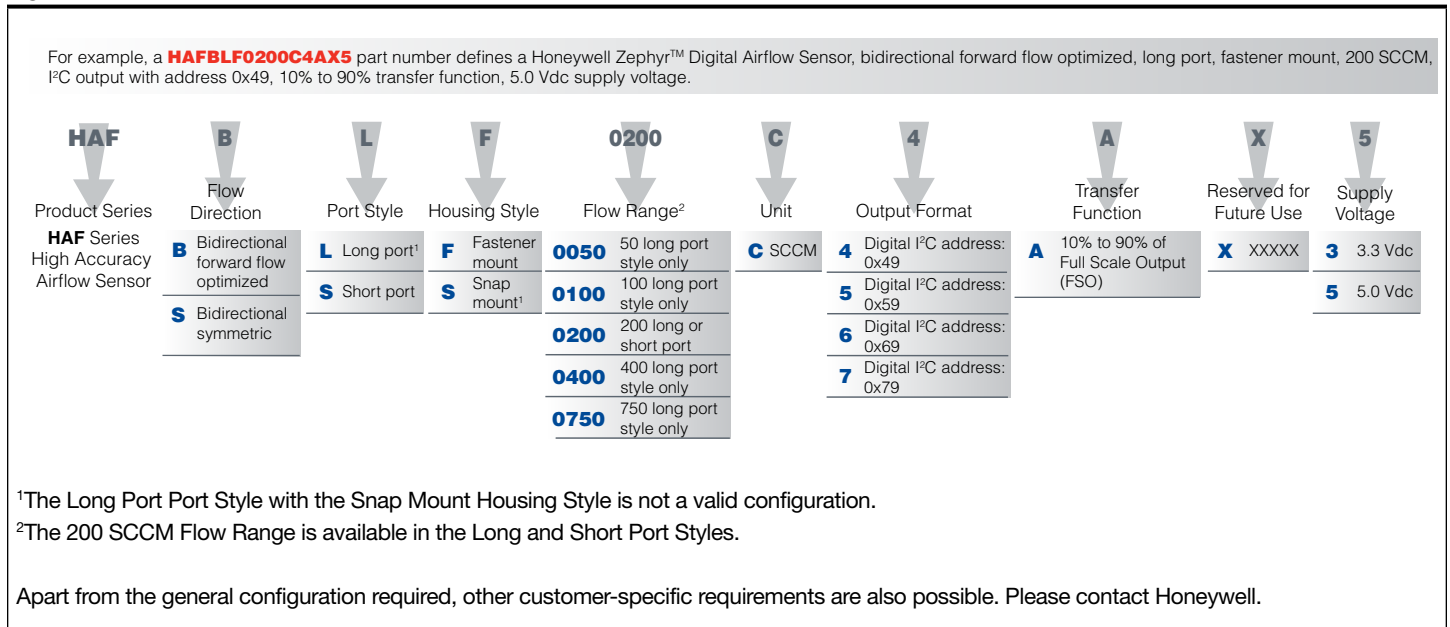 For example, a HAFBLF0200C4AX5 part number defines a Honeywell Zephyr™ Digital Airflow Sensor, bidirectional forward flow optimized, long port, fastener mount, 200 SCCM,
I²C output with address 0x49, 10% to 90% transfer function, 5.0 Vdc supply voltage.
HAF
B
L
F
0200
C
4
A
X
5
Product Series
Flow
Direction
Port Style
Housing Style
Flow Range²
Unit
Output Format
Transfer
Function
Reserved for
Future Use
Supply
Voltage
HAF Series
High Accuracy
Airflow Sensor
B Bidirectional
forward flow
optimized
S Bidirectional
symmetric
L Long port¹
S Short port
F Fastener
mount
S Snap
mount¹
0050 50 long port
style only
0100 100 long port
style only
0200 200 long or
short port
0400 400 long port
style only
0750 750 long port
style only
C SCCM
4 Digital I²C address:
0x49
5 Digital I²C address:
0x59
6 Digital I²C address:
0x69
7 Digital I²C address:
0x79
A 10% to 90% of
Full Scale Output
(FSO)
X XXXXX
3 3.3 Vdc
5 5.0 Vdc
¹The Long Port Port Style with the Snap Mount Housing Style is not a valid configuration.
²The 200 SCCM Flow Range is available in the Long and Short Port Styles.
Apart from the general configuration required, other customer-specific requirements are also possible. Please contact Honeywell.